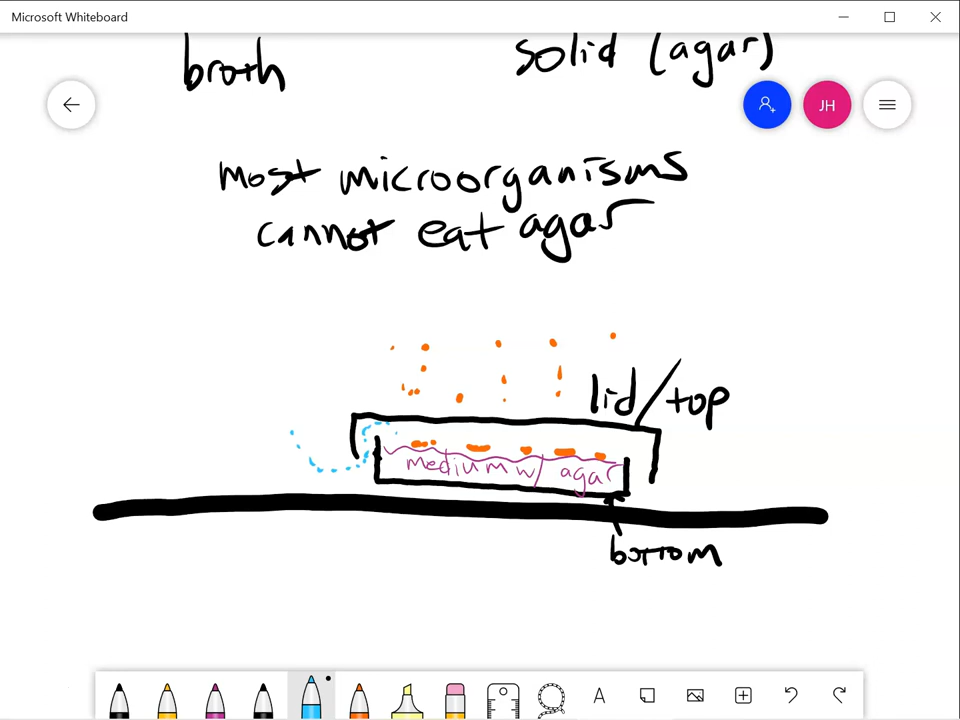 Microsoft Whiteboard
broth
solid (agar)
JH
most microorganisms
cannot eat agar
lid/top
medium w/ agar
bottom
A